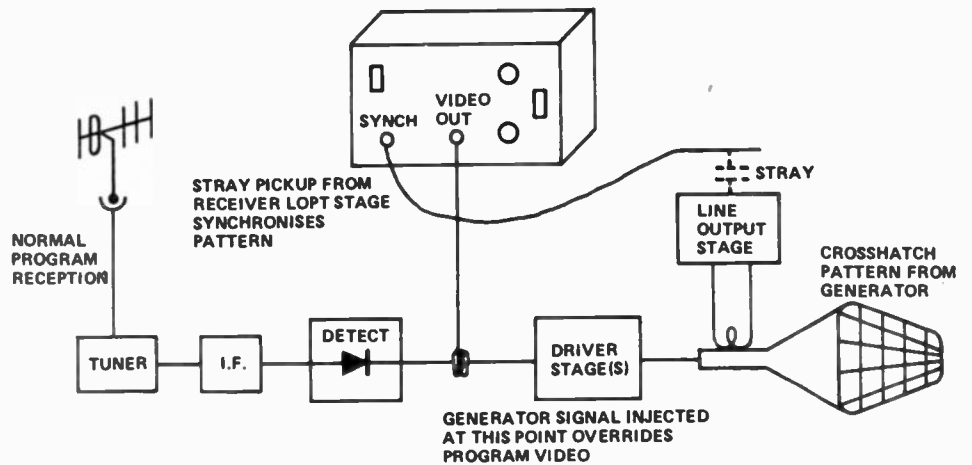 SYNCH
VIDEO
OUT
STRAY PICKUP FROM
RECEIVER LOPT STAGE
SYNCHRONISES
PATTERN
STRAY
LINE
OUTPUT
STAGE
NORMAL
PROGRAM
RECEPTION
CROSSHATCH
PATTERN FROM
GENERATOR
TUNER
I.F.
DETECT
DRIVER
STAGE(S)
GENERATOR SIGNAL INJECTED
AT THIS POINT OVERRIDES
PROGRAM VIDEO